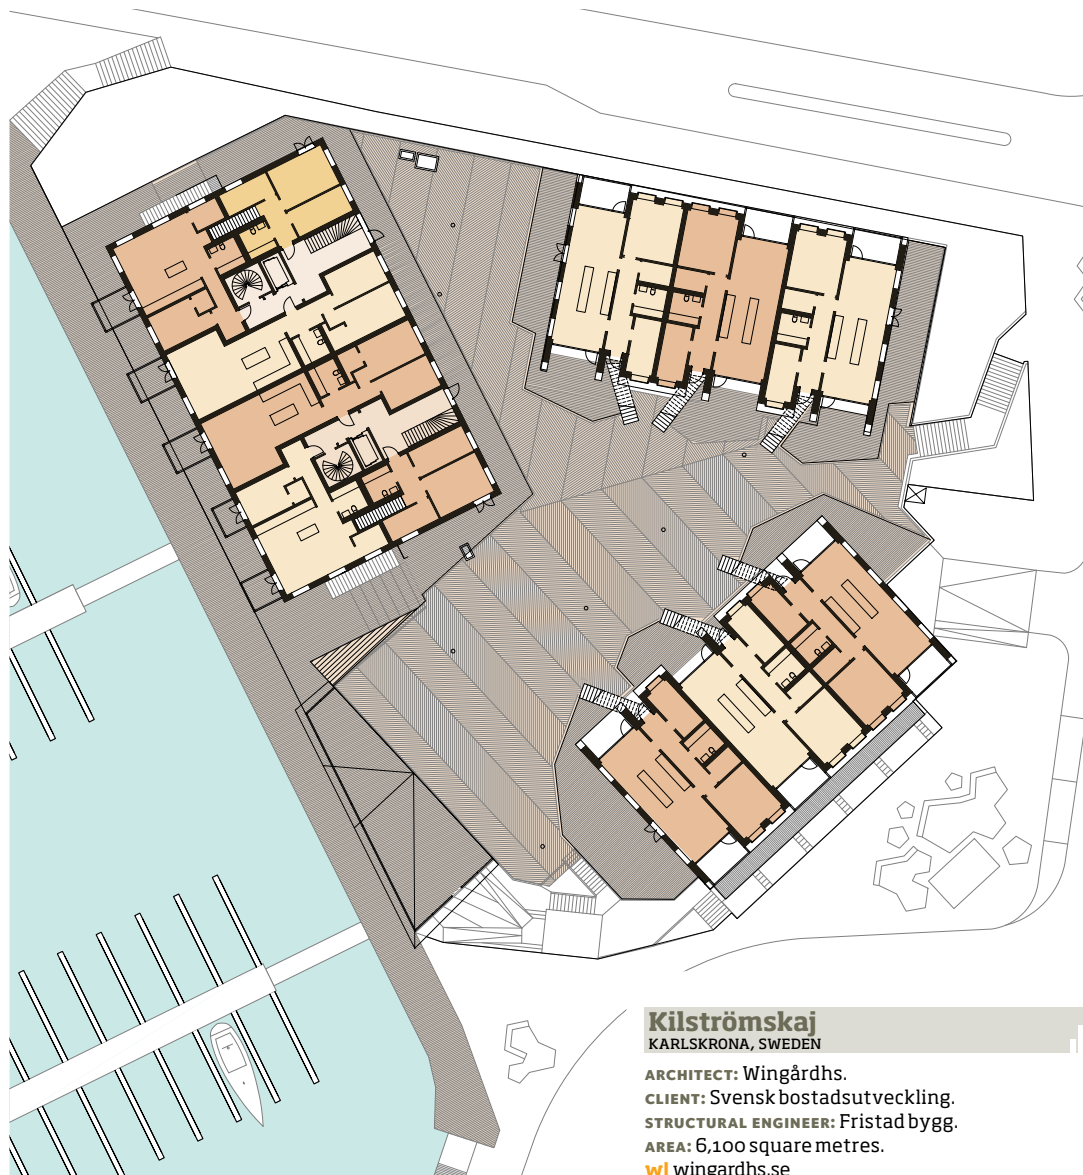 Kilströmskaj
KARLSKRONA, SWEDEN
ARCHITECT: Wingårdhs.
CLIENT: Svensk bostadsutveckling.
STRUCTURAL ENGINEER: Fristad bygg.
AREA: 6,100 square metres.
wl wingardhs.se